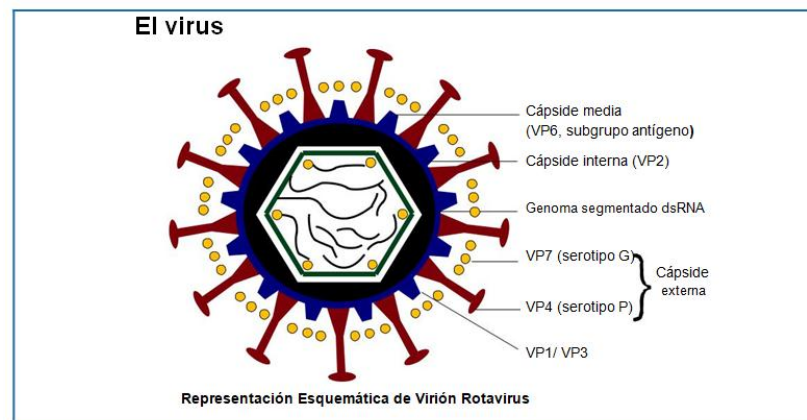 El virus
Cápside media
(VP6, subgrupo antígeno)
Cápside interna (VP2)
Genoma segmentado dsRNA
VP7 (serotipo G)
Cápside
externa
VP4 (serotipo P)
VP1/ VP3
Representación Esquemática de Virión Rotavirus